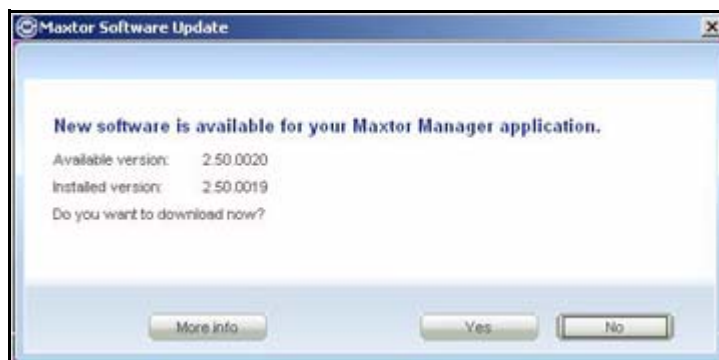 Maxtor Software Update
New software is available for your Maxtor Manager application.
Available version: 2.50.0020
Installed version: 2.50.0019
Do you want to download now?
More info Yes No